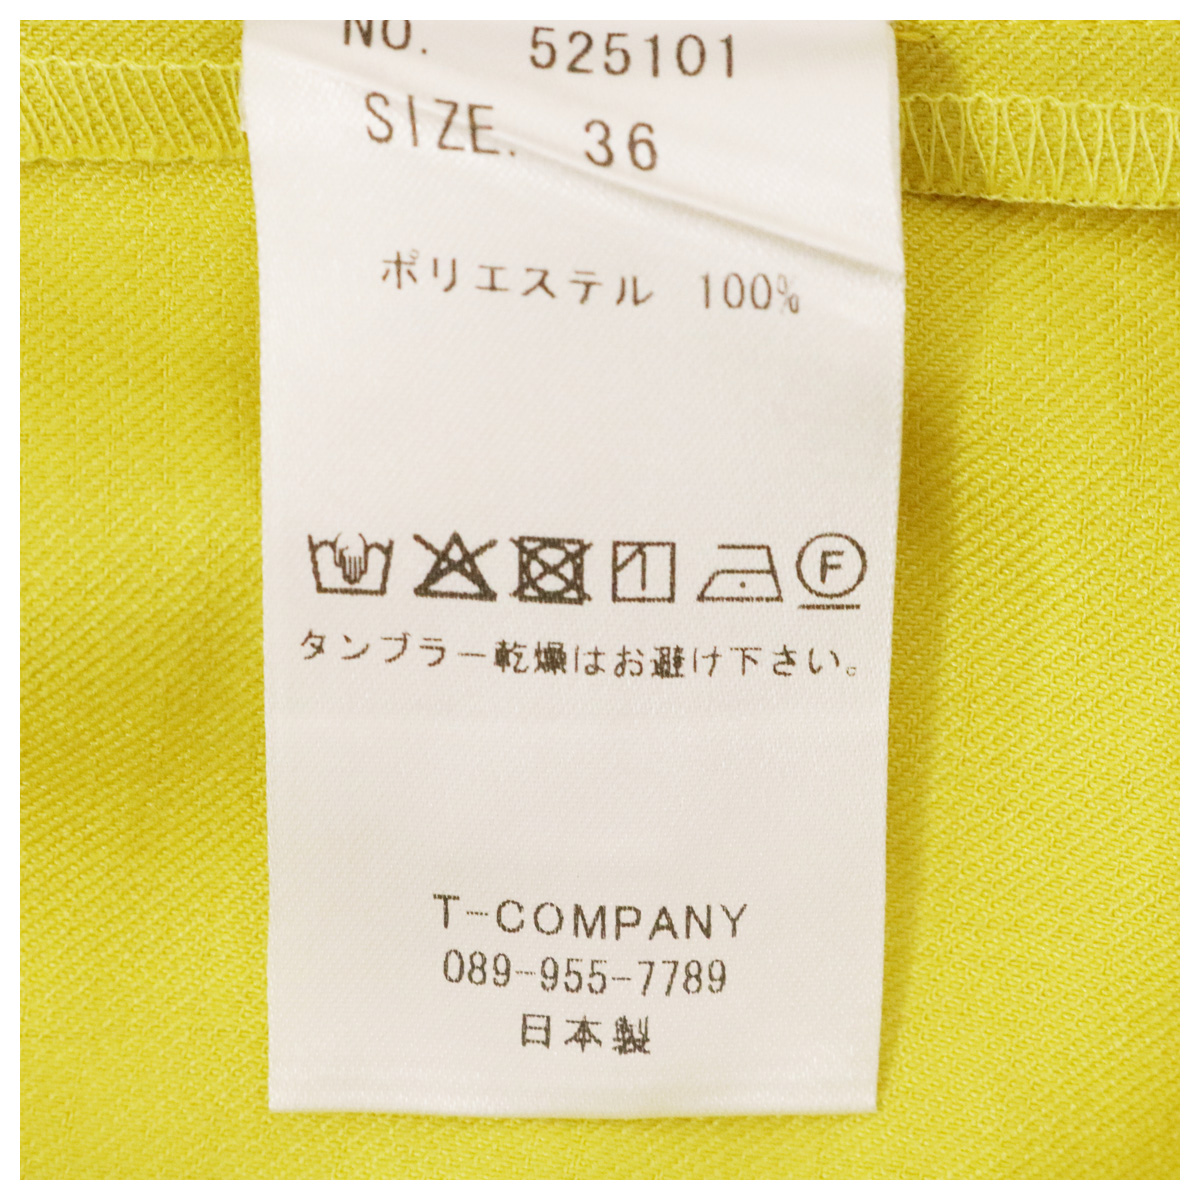 NO. 525101
SIZE. 36
ポリエステル 100%
F
タンブラー乾燥はお避け下さい。
T-COMPANY
089-955-7789
日本製